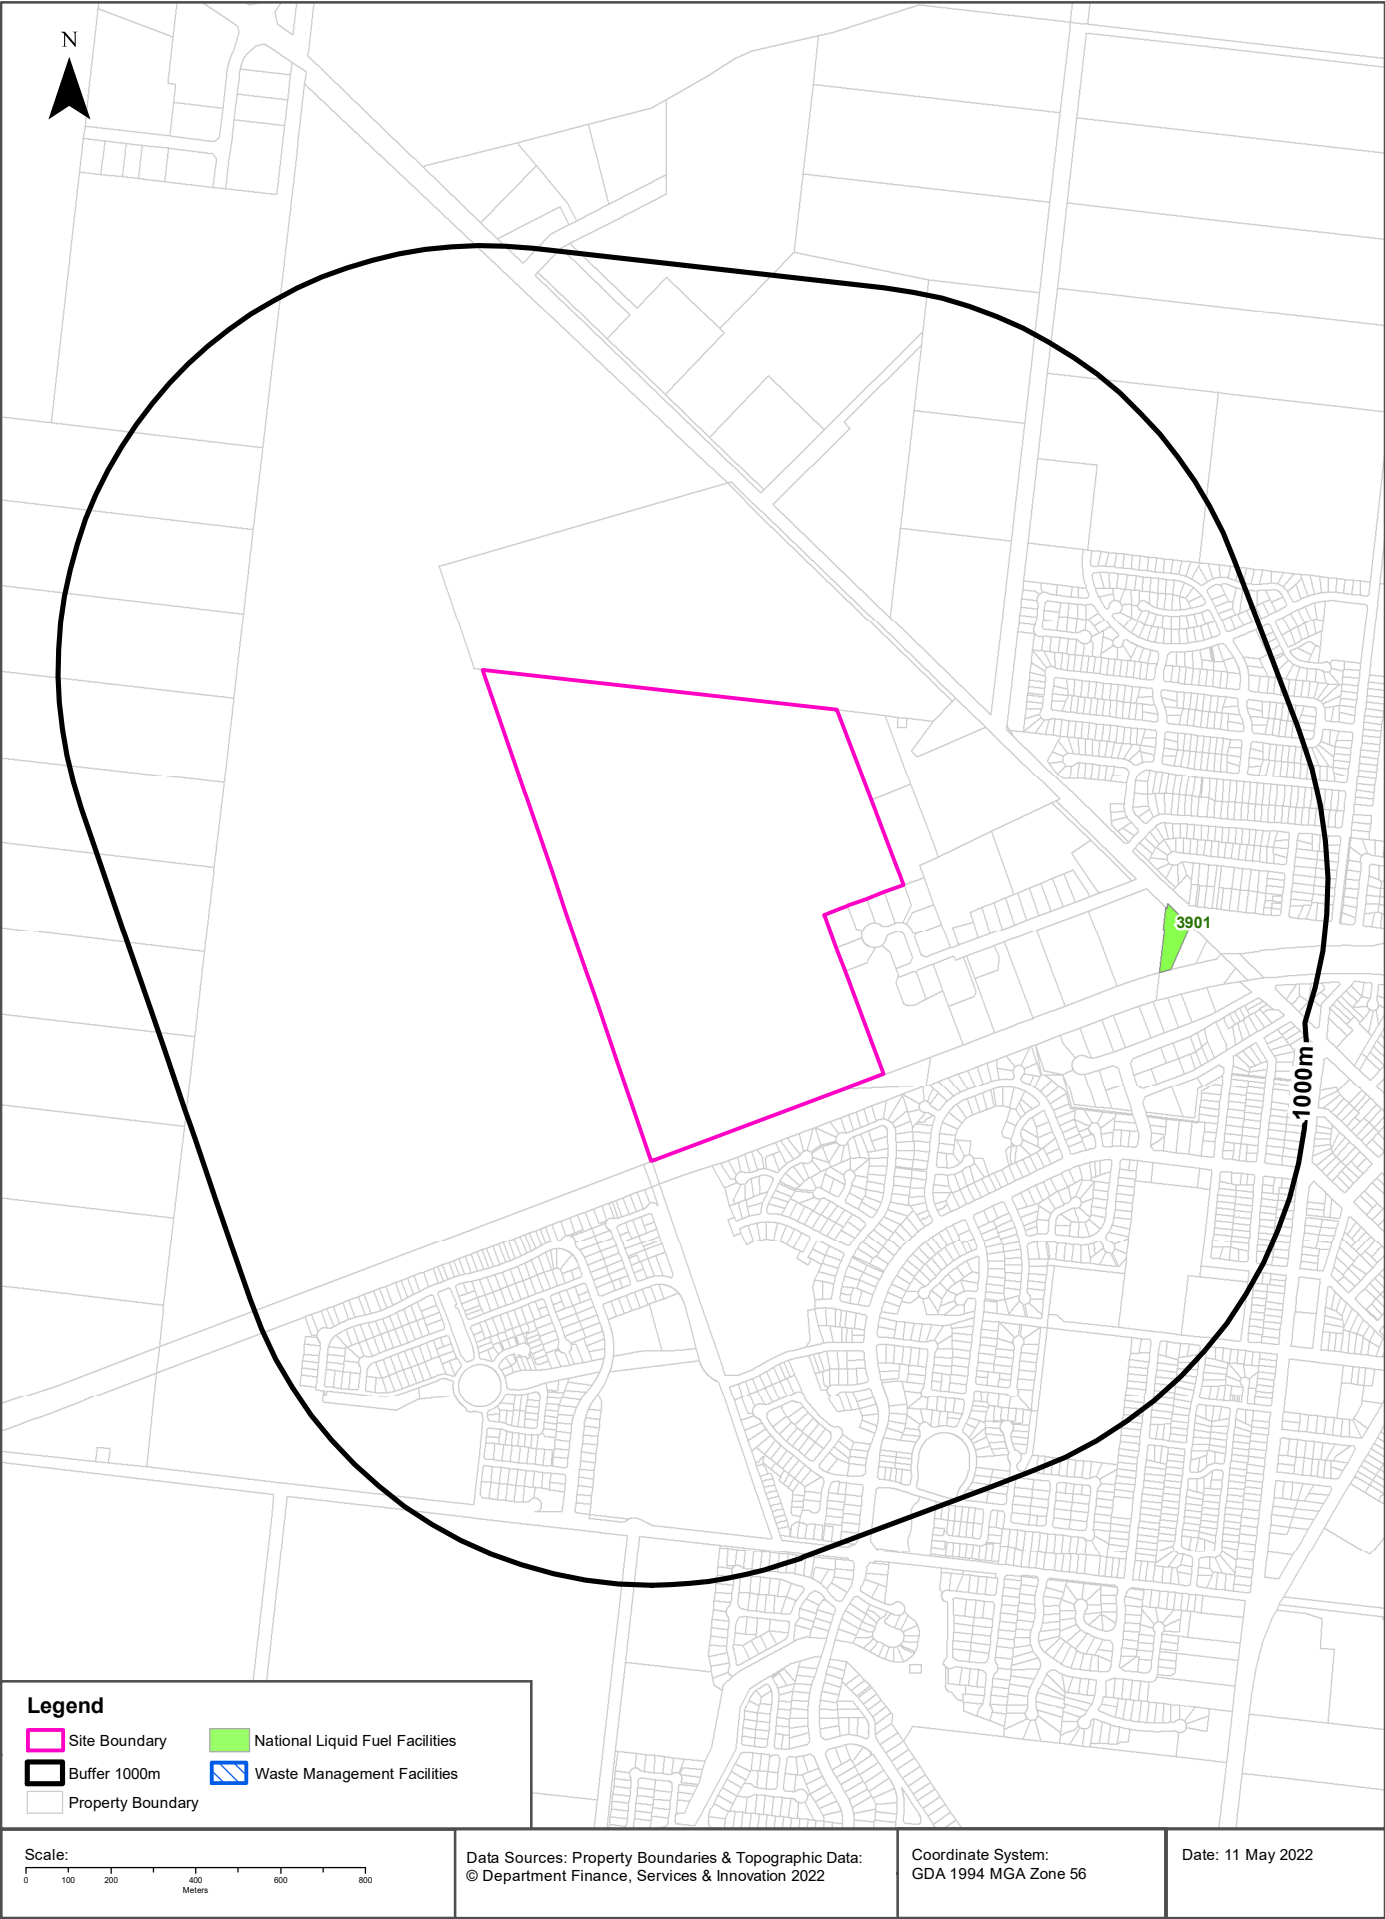 N
3901
1000m
Legend
Site Boundary
National Liquid Fuel Facilities
Buffer 1000m
Waste Management Facilities
Property Boundary
Scale:
0 100 200 400 600 800
Meters
Data Sources: Property Boundaries & Topographic Data:
© Department Finance, Services & Innovation 2022
Coordinate System:
GDA 1994 MGA Zone 56
Date: 11 May 2022